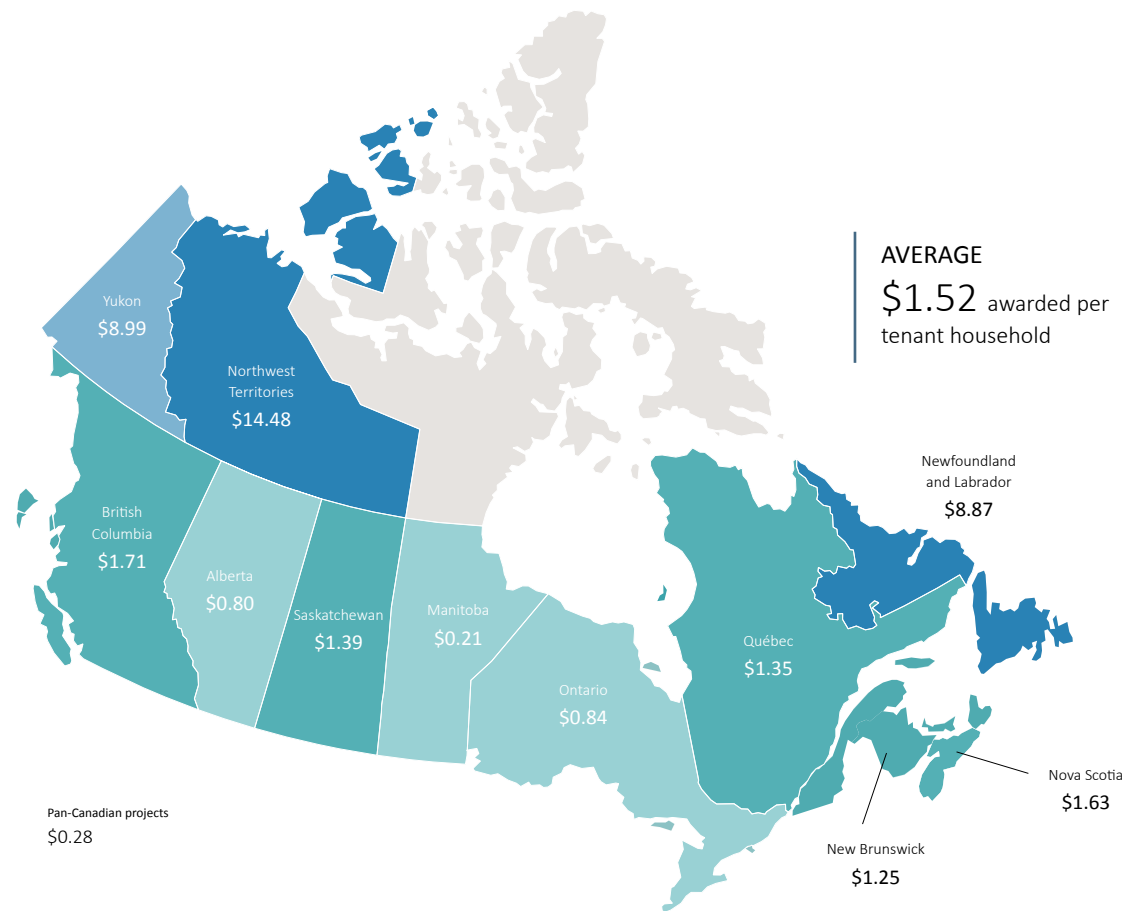 AVERAGE
$1.52 awarded per
tenant household
Yukon
$8.99
Northwest
Territories
$14.48
Newfoundland
and Labrador
$8.87
British
Columbia
$1.71
Alberta
$0.80
Saskatchewan
$1.39
Manitoba
$0.21
Québec
$1.35
Ontario
$0.84
Nova Scotia
$1.63
Pan-Canadian projects
$0.28
New Brunswick
$1.25